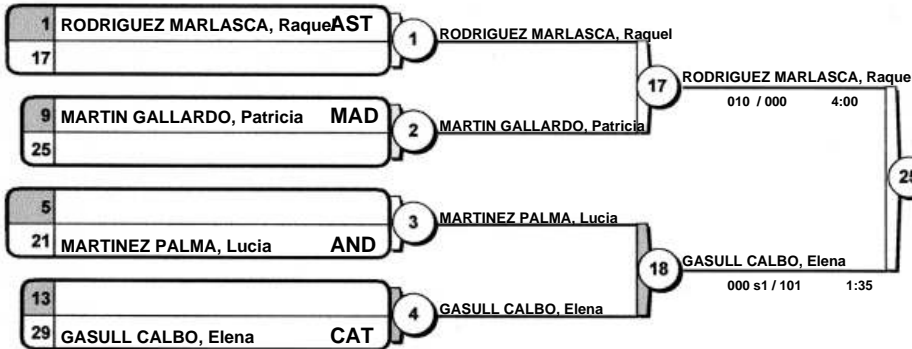 1 RODRIGUEZ MARLASCA, Raquel AST
17
1 RODRIGUEZ MARLASCA, Raquel
9 MARTIN GALLARDO, Patricia MAD
25
2 MARTIN GALLARDO, Patricia
17 RODRIGUEZ MARLASCA, Raque
010 / 000 4:00
5
21 MARTINEZ PALMA, Lucia AND
3 MARTINEZ PALMA, Lucia
13
29 GASULL CALBO, Elena CAT
4 GASULL CALBO, Elena
18 GASULL CALBO, Elena
000 s1 / 101 1:35
25